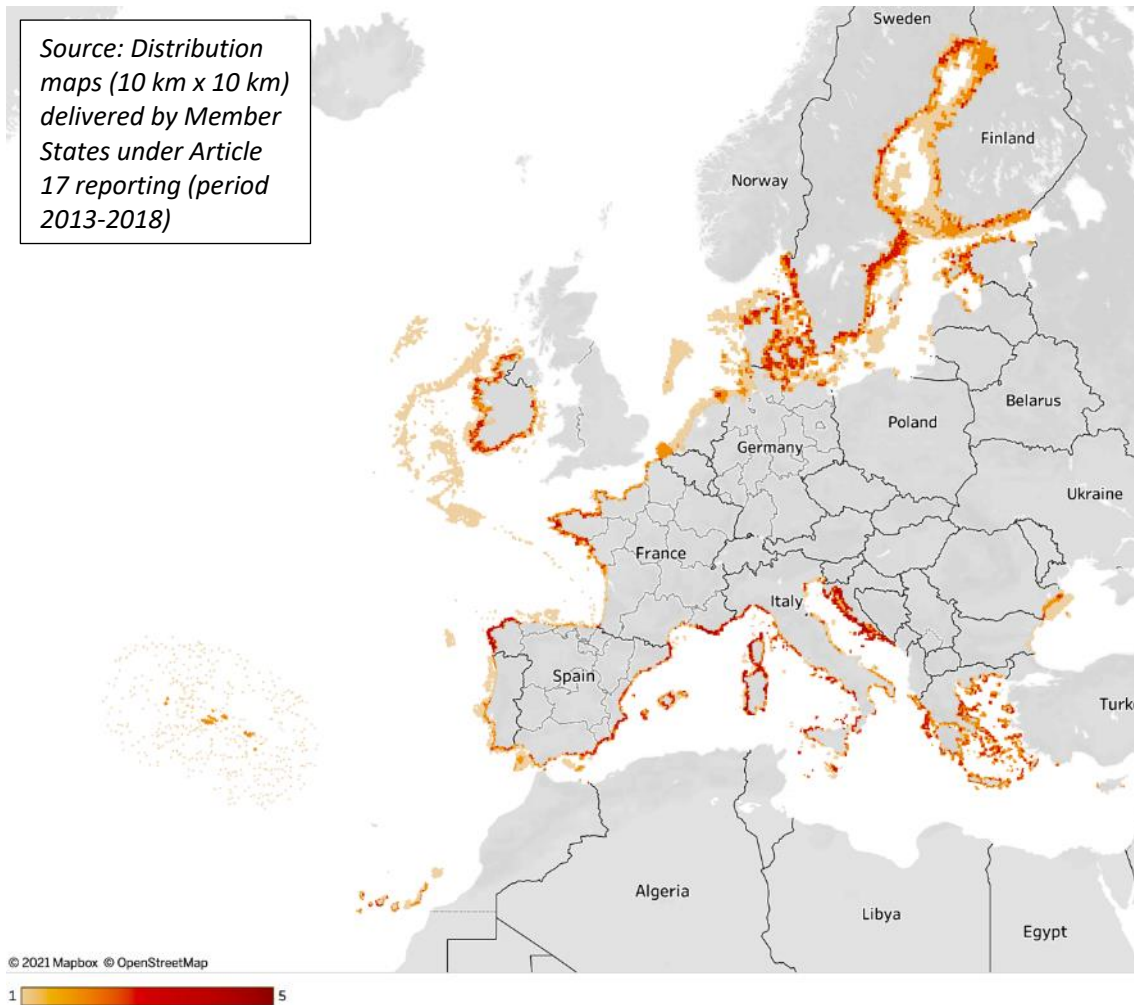 Source: Distribution
maps (10 km x 10 km)
delivered by Member
States under Article
17 reporting (period
2013-2018)
Sweden
Finland
Norway
Belarus
Poland
Germany
Ukraine
France
Italy
Spain
Turke
Algeria
Libya
Egypt
© 2021 Mapbox © OpenStreetMap
1 5